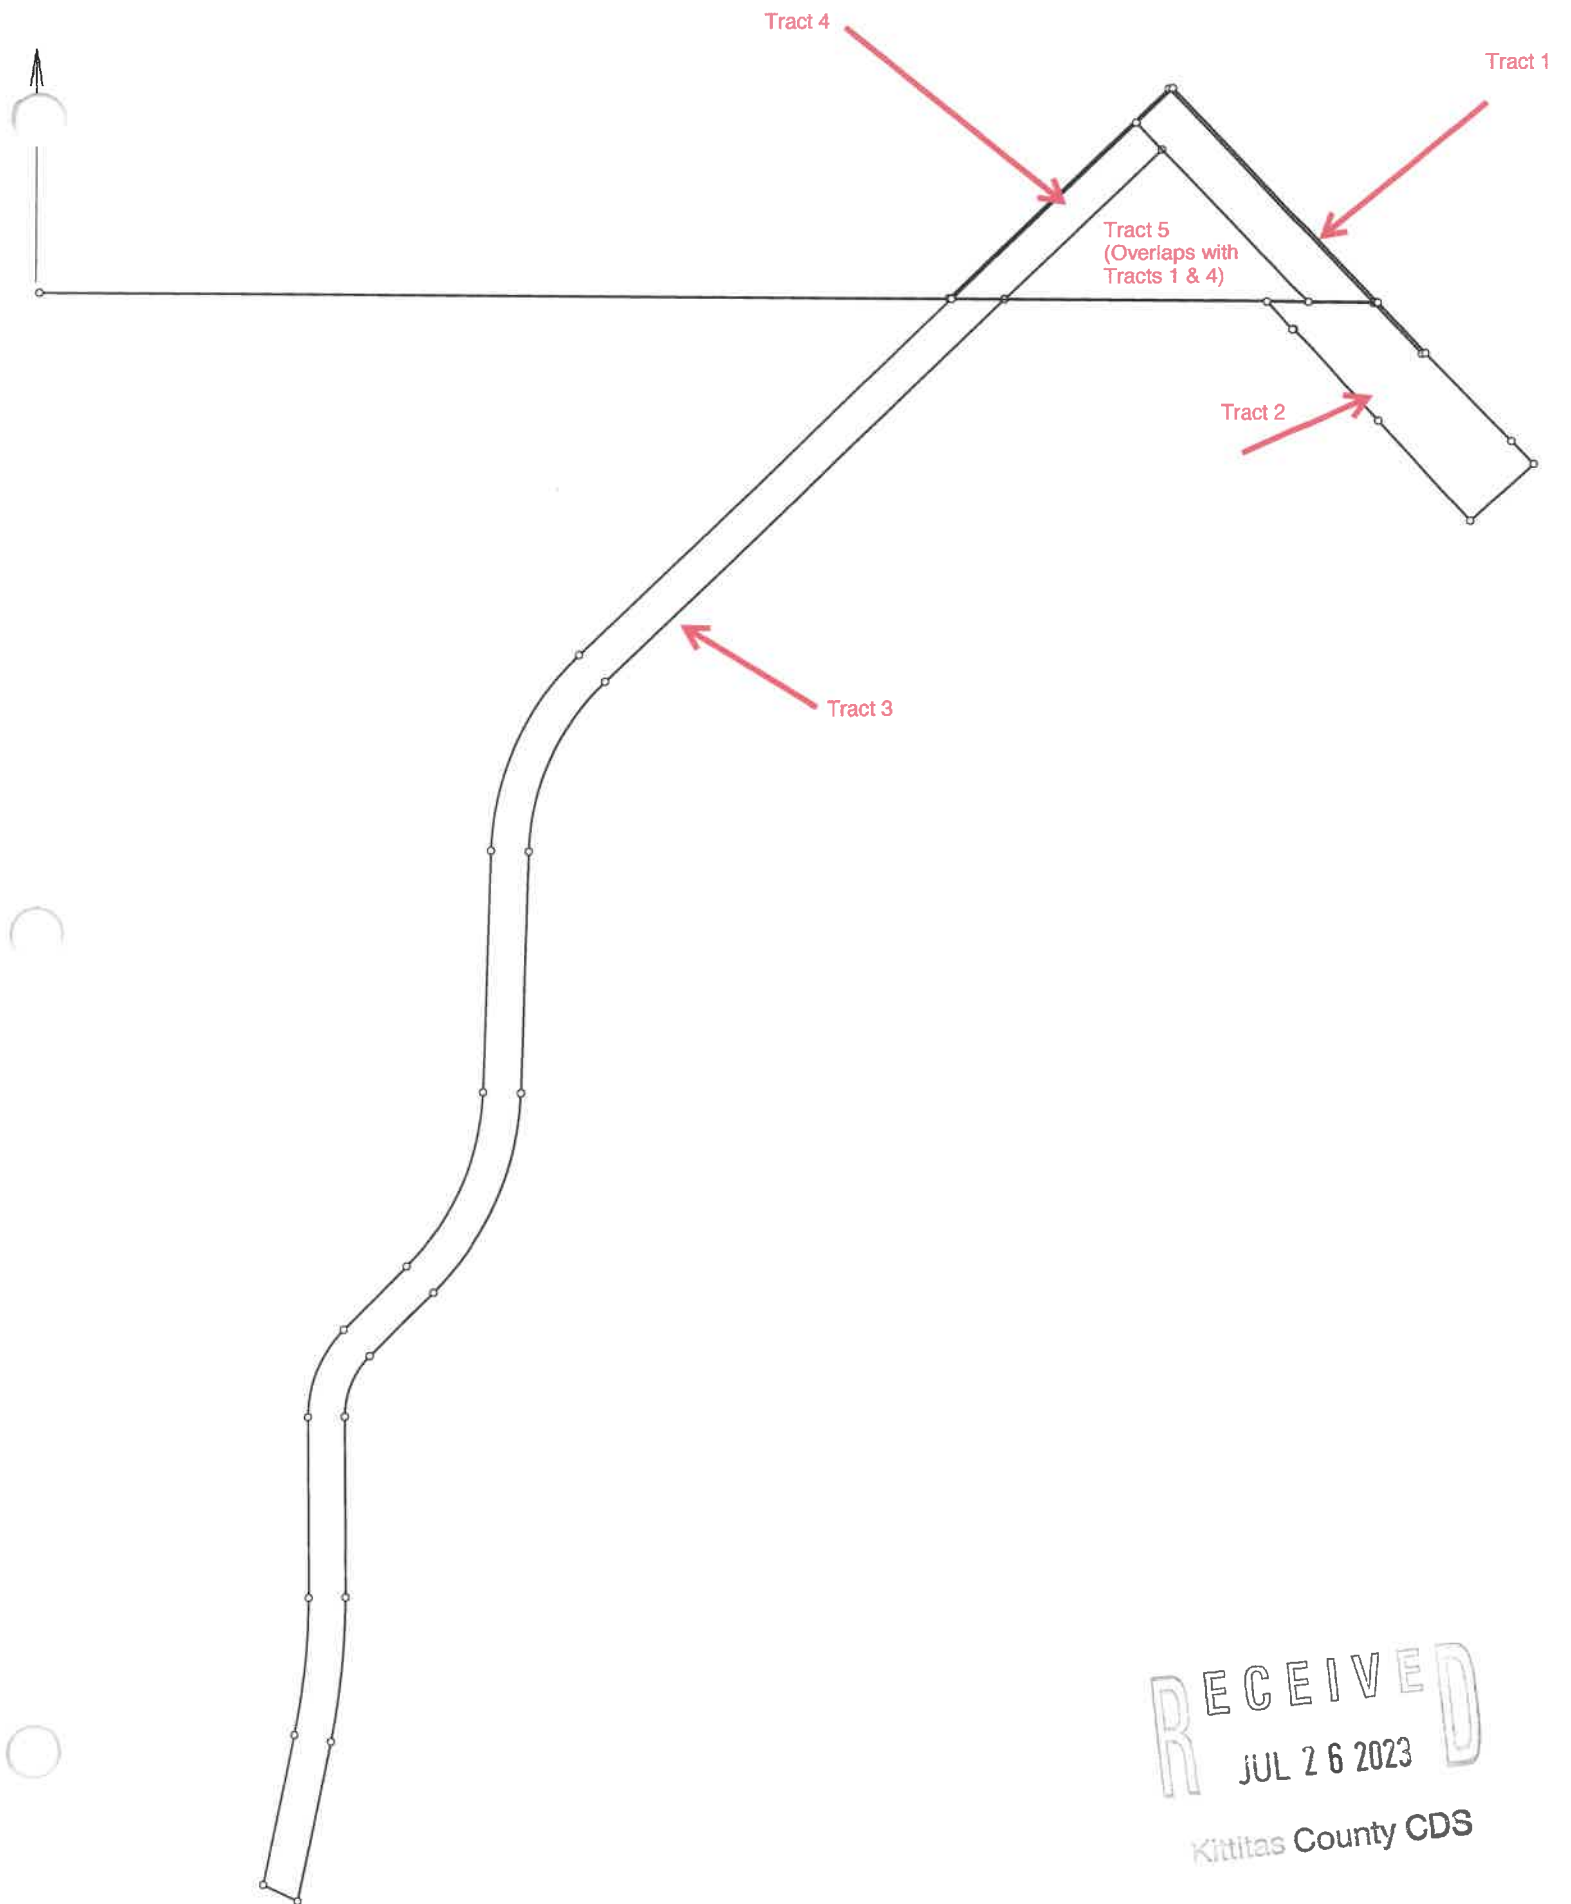 Tract 4
Tract 1
Tract 5
(Overlaps with
Tracts 1 & 4)
Tract 2
Tract 3
RECEIVED
JUL 26 2023
Kittitas County CDS